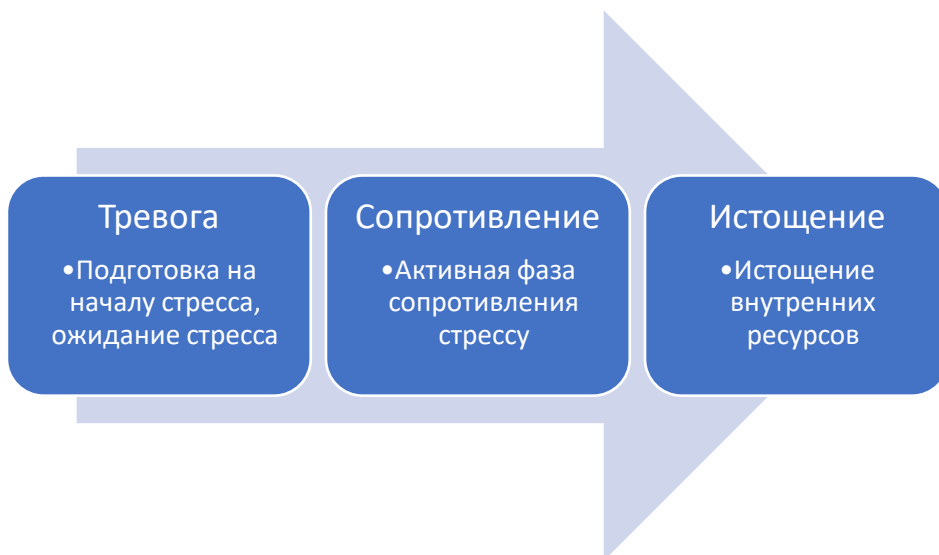 Тревога
•Подготовка на
началу стресса,
ожидание стресса
Сопротивление
•Активная фаза
сопротивления
стрессу
Истощение
•Истощение
внутренних
ресурсов